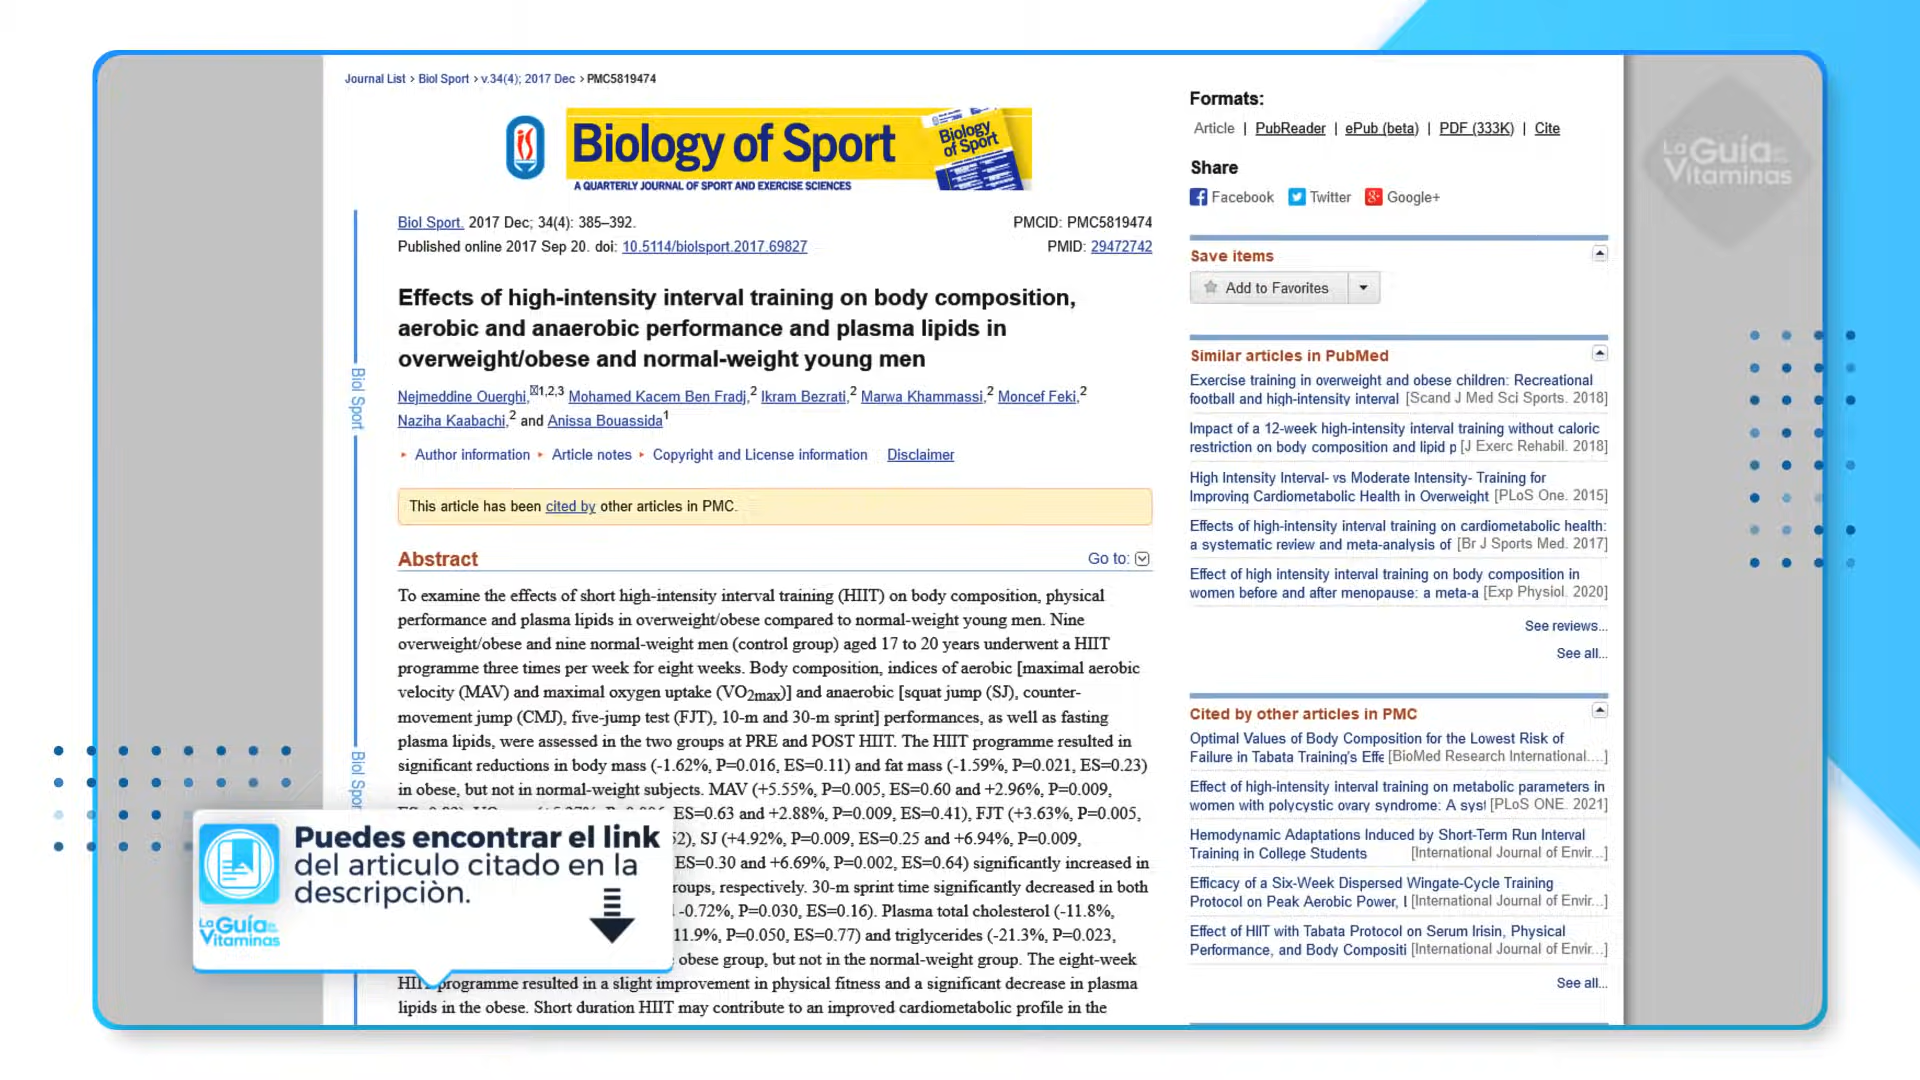 Journal List > Biol Sport > v.34(4); 2017 Dec > PMC5819474
Biology of Sport
A QUARTERLY JOURNAL OF SPORT AND EXERCISE SCIENCES
Biology of Sport
Biol Sport. 2017 Dec; 34(4): 385–392.
PMCID: PMC5819474
Published online 2017 Sep 20. doi: 10.5114/biolsport.2017.69827
PMID: 29472742
Effects of high-intensity interval training on body composition,
aerobic and anaerobic performance and plasma lipids in
overweight/obese and normal-weight young men
Nejmeddine Ouerghi,1,2,3 Mohamed Kacem Ben Fradj,2 Ikram Bezrati,2 Marwa Khammassi,2 Moncef Feki,2
Naziha Kaabachi,2 and Anissa Bouassida1
Author information Article notes Copyright and License information Disclaimer
This article has been cited by other articles in PMC.
Abstract
Go to:
To examine the effects of short high-intensity interval training (HIIT) on body composition, physical
performance and plasma lipids in overweight/obese compared to normal-weight young men. Nine
overweight/obese and nine normal-weight men (control group) aged 17 to 20 years underwent a HIIT
programme three times per week for eight weeks. Body composition, indices of aerobic [maximal aerobic
velocity (MAV) and maximal oxygen uptake (VO2max)] and anaerobic [squat jump (SJ), counter-
movement jump (CMJ), five-jump test (FJT), 10-m and 30-m sprint] performances, as well as fasting
plasma lipids, were assessed in the two groups at PRE and POST HIIT. The HIIT programme resulted in
significant reductions in body mass (-1.62%, P=0.016, ES=0.11) and fat mass (-1.59%, P=0.021, ES=0.23)
in obese, but not in normal-weight subjects. MAV (+5.55%, P=0.005, ES=0.60 and +2.96%, P=0.009,
ES=0.63 and +2.88%, P=0.009, ES=0.41), FJT (+3.63%, P=0.005,
SJ (+4.92%, P=0.009, ES=0.25 and +6.94%, P=0.009,
ES=0.30 and +6.69%, P=0.002, ES=0.64) significantly increased in
respectively. 30-m sprint time significantly decreased in both
-0.72%, P=0.030, ES=0.16). Plasma total cholesterol (-11.8%,
11.9%, P=0.050, ES=0.77) and triglycerides (-21.3%, P=0.023,
obese group, but not in the normal-weight group. The eight-week
programme resulted in a slight improvement in physical fitness and a significant decrease in plasma
lipids in the obese. Short duration HIIT may contribute to an improved cardiometabolic profile in the
Biol Sport
Biol Spor
Formats:
Article | PubReader | ePub (beta) | PDF (333K) | Cite
Share
Facebook Twitter Google+
Save items
Add to Favorites
Similar articles in PubMed
Exercise training in overweight and obese children: Recreational
football and high-intensity interval [Scand J Med Sci Sports. 2018]
Impact of a 12-week high-intensity interval training without caloric
restriction on body composition and lipid p [J Exerc Rehabil. 2018]
High Intensity Interval- vs Moderate Intensity- Training for
Improving Cardiometabolic Health in Overweight [PLoS One. 2015]
Effects of high-intensity interval training on cardiometabolic health:
a systematic review and meta-analysis of [Br J Sports Med. 2017]
Effect of high intensity interval training on body composition in
women before and after menopause: a meta-a [Exp Physiol. 2020]
See reviews...
See all...
Cited by other articles in PMC
Optimal Values of Body Composition for the Lowest Risk of
Failure in Tabata Training's Effe [BioMed Research International....]
Effect of high-intensity interval training on metabolic parameters in
women with polycystic ovary syndrome: A syst [PLoS ONE. 2021]
Hemodynamic Adaptations Induced by Short-Term Run Interval
Training in College Students [International Journal of Envir...]
Efficacy of a Six-Week Dispersed Wingate-Cycle Training
Protocol on Peak Aerobic Power, [International Journal of Envir...]
Effect of HIIT with Tabata Protocol on Serum Irisin, Physical
Performance, and Body Compositi [International Journal of Envir...]
See all...
La Guía de las Vitaminas
Puedes encontrar el link
del articulo citado en la
descripciòn.
La Guía de las Vitaminas